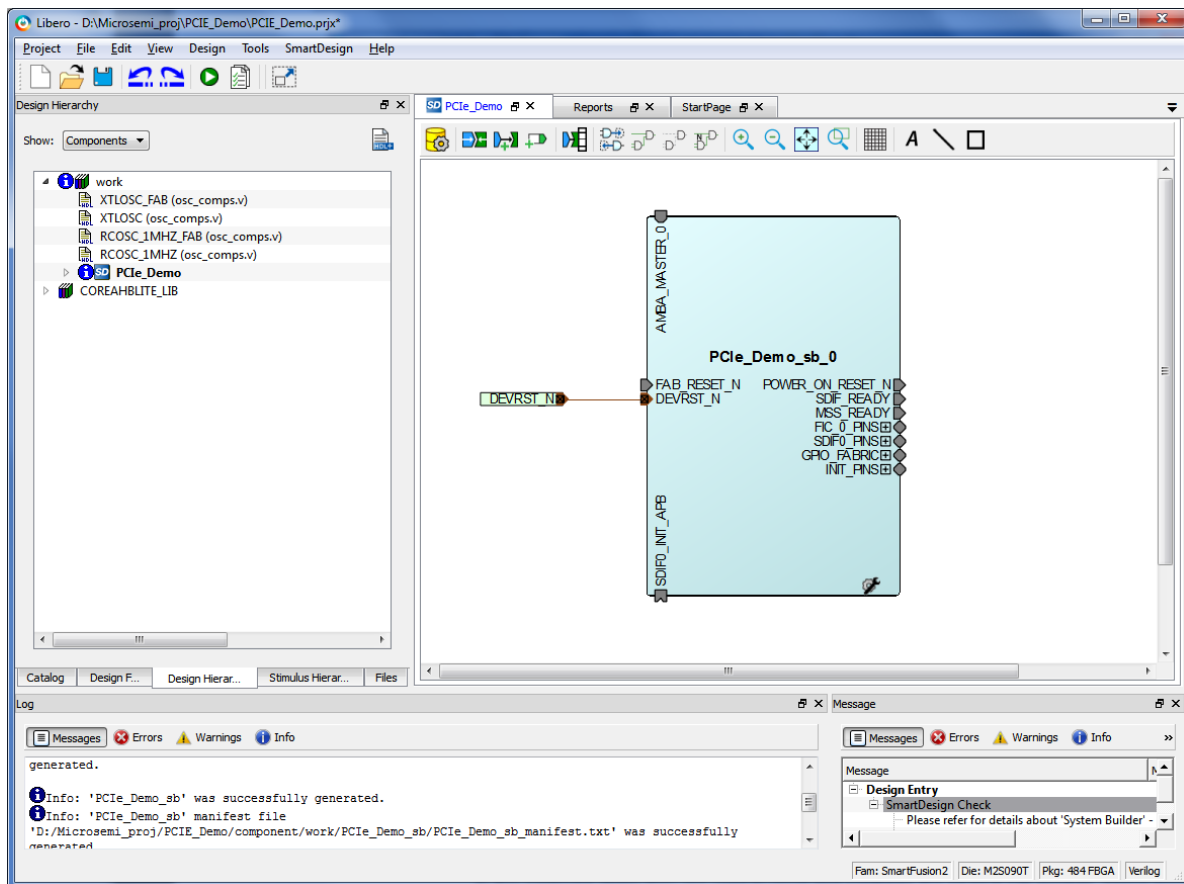 Libero - D:\Microsemi_proj\PCIE_Demo\PCIE_Demo.prjx*
Project File Edit View Design Tools SmartDesign Help
Design Hierarchy
Show: Components
work
XTLOSC_FAB (osc_comps.v)
XTLOSC (osc_comps.v)
RCOSC_1MHZ_FAB (osc_comps.v)
RCOSC_1MHZ (osc_comps.v)
SD PCIe_Demo
COREAHBLITE_LIB
Catalog Design F... Design Hierar... Stimulus Hierar... Files
SD PCIe_Demo Reports StartPage
A
AMBA_MASTER_0
PCIe_Demo_sb_0
FAB_RESET_N POWER_ON_RESET_N
DEVRST_N DEVRST_N SDIF_READY
MSS_READY
FIC_0_PINS
SDIF0_PINS
GPIO_FABRIC
INIT_PINS
SDIF0_INIT_APB
Log
Messages Errors Warnings Info
generated.
Info: 'PCIe_Demo_sb' was successfully generated.
Info: 'PCIe_Demo_sb' manifest file
'D:/Microsemi_proj/PCIE_Demo/component/work/PCIe_Demo_sb/PCIe_Demo_sb_manifest.txt' was successfully
generated
Message
Messages Errors Warnings Info »
Message
Design Entry
SmartDesign Check
Please refer for details about 'System Builder' -
Fam: SmartFusion2 Die: M2S090T Pkg: 484 FBGA Verilog